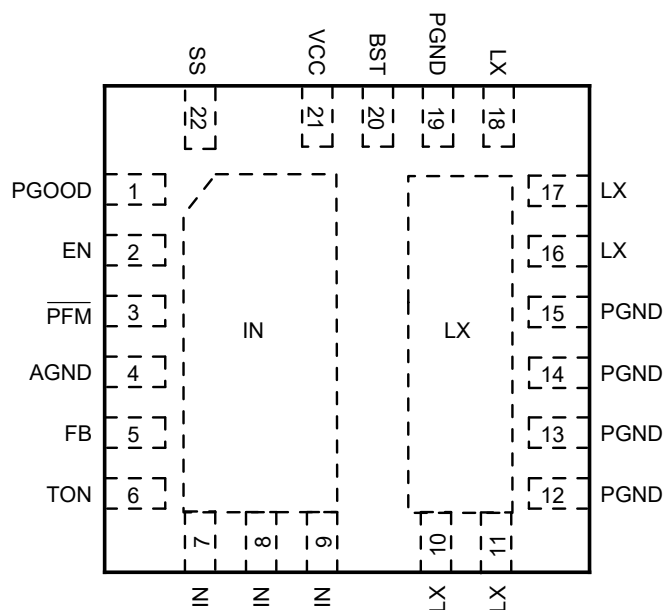 SS
VCC
BST
PGND
LX
22
21
20
19
18
PGOOD 1
17 LX
EN 2
16 LX
PFM 3
15 PGND
IN
LX
AGND 4
14 PGND
FB 5
13 PGND
TON 6
12 PGND
7
8
9
10
11
IN
IN
IN
LX
LX